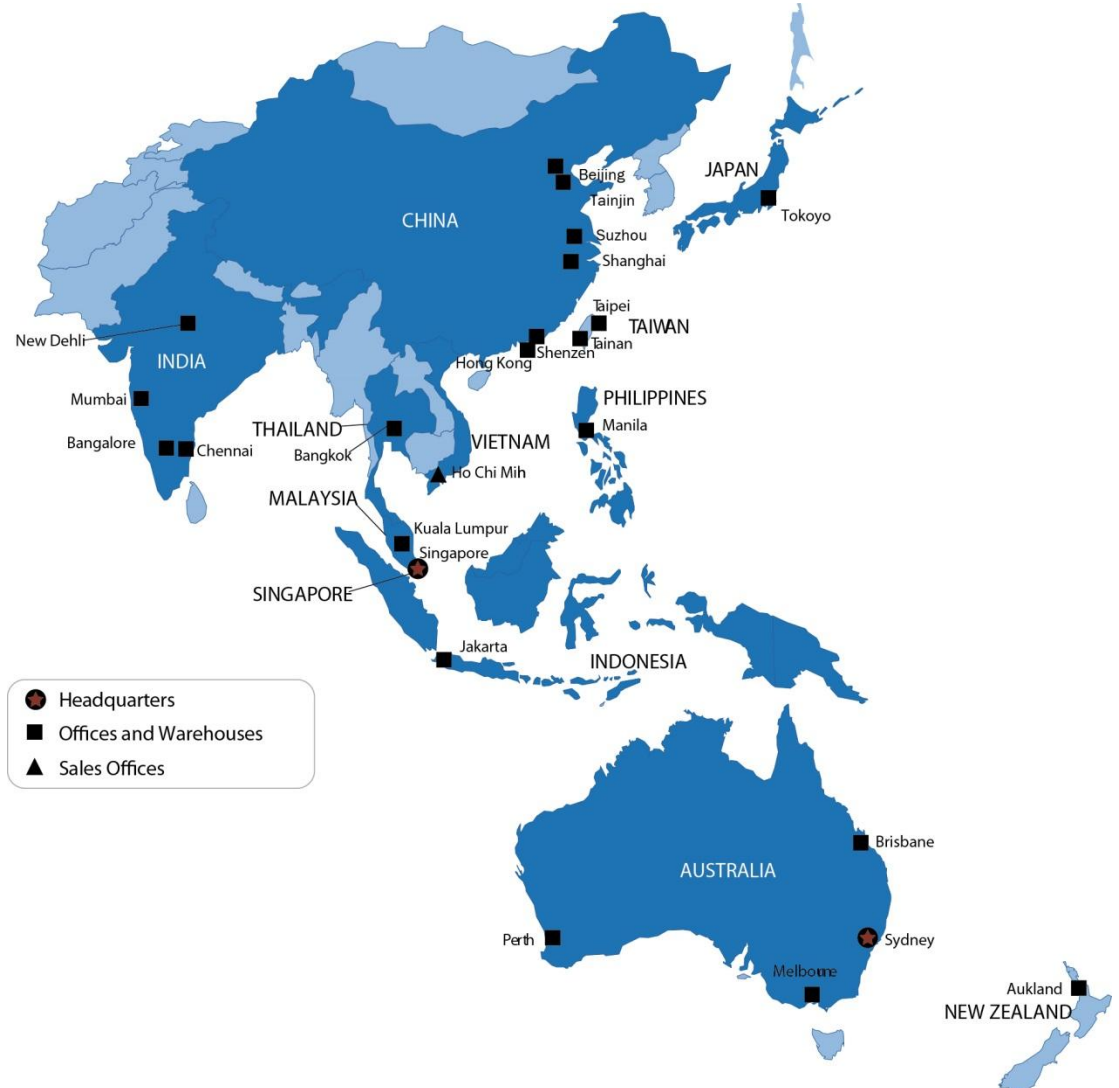 JAPAN
Beijing
Tainjin
Tokoyo
CHINA
Suzhou
Shanghai
Taipei
TAIWAN
Tainan
Shenzen
Hong Kong
New Dehli
INDIA
Mumbai
PHILIPPINES
Manila
THAILAND
Bangkok
VIETNAM
Bangalore
Chennai
Ho Chi Mih
MALAYSIA
Kuala Lumpur
Singapore
SINGAPORE
Jakarta
INDONESIA
Headquarters
Offices and Warehouses
Sales Offices
Brisbane
AUSTRALIA
Perth
Sydney
Melboune
Aukland
NEW ZEALAND